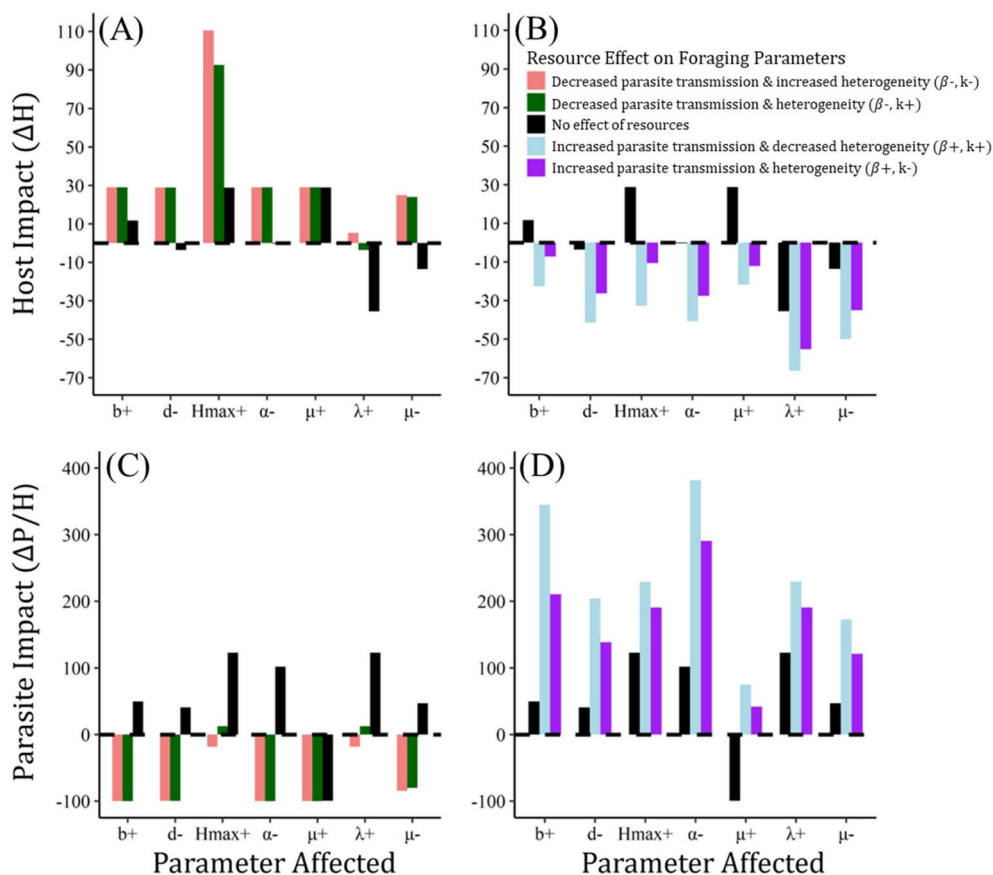 (A)
(B)
Host Impact (ΔH)
110
90
70
50
30
10
-10
-30
-50
-70
b+ d- Hmax+ α- μ+ λ+ μ-
110
90
70
50
30
10
-10
-30
-50
-70
b+ d- Hmax+ α- μ+ λ+ μ-
Resource Effect on Foraging Parameters
Decreased parasite transmission & increased heterogeneity (β-, k-)
Decreased parasite transmission & heterogeneity (β-, k+)
No effect of resources
Increased parasite transmission & decreased heterogeneity (β+, k+)
Increased parasite transmission & heterogeneity (β+, k-)
(C)
(D)
Parasite Impact (ΔP/H)
400
300
200
100
0
-100
b+ d- Hmax+ α- μ+ λ+ μ-
Parameter Affected
400
300
200
100
0
-100
b+ d- Hmax+ α- μ+ λ+ μ-
Parameter Affected